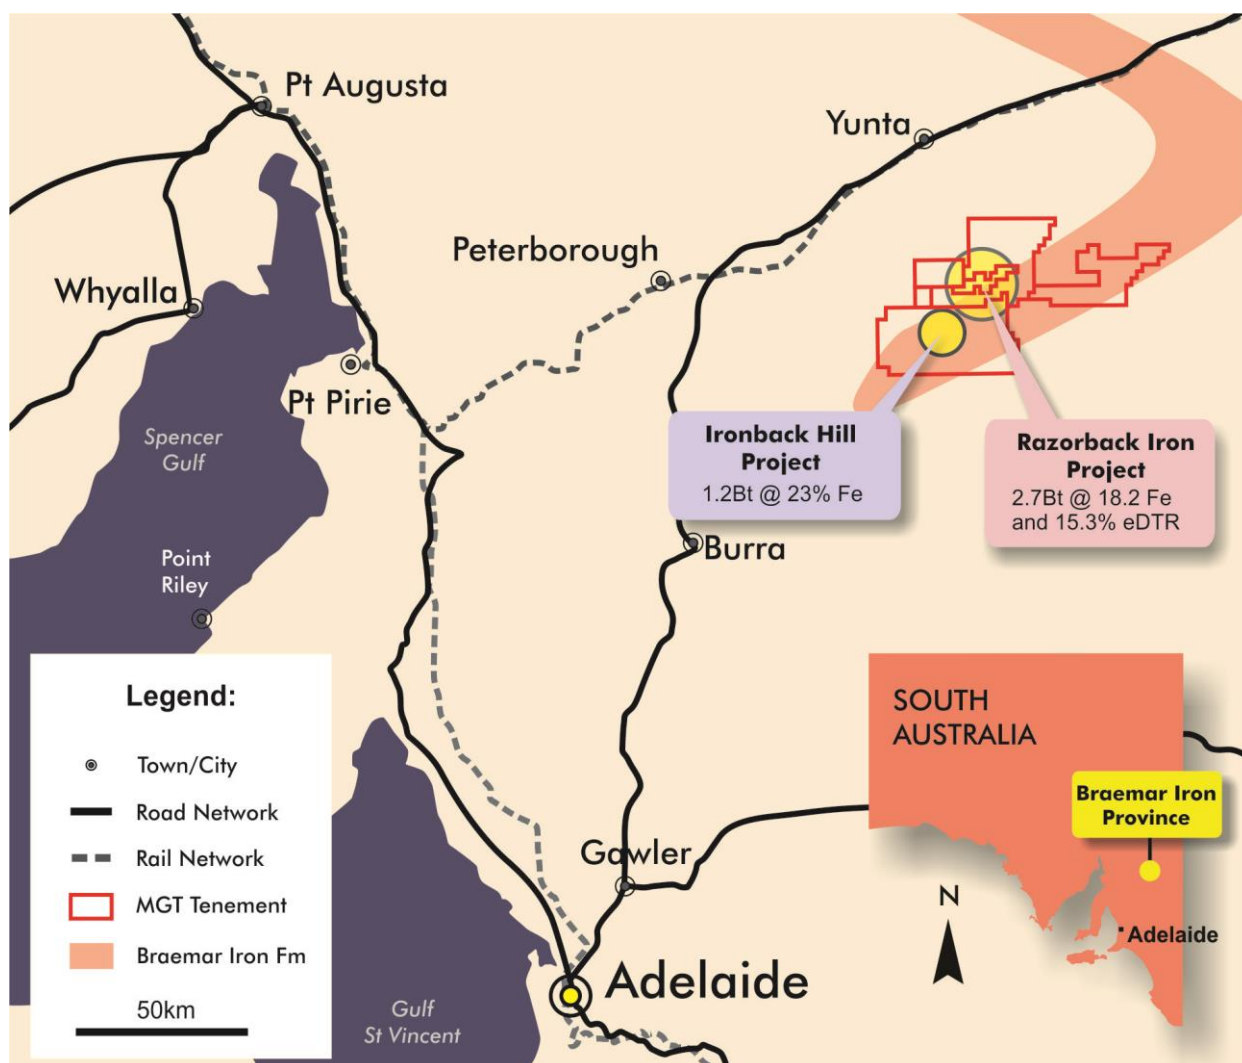 Pt Augusta
Yunta
Peterborough
Whyalla
Pt Pirie
Spencer
Gulf
Ironback Hill
Project
1.2Bt @ 23% Fe
Razorback Iron
Project
2.7Bt @ 18.2 Fe
and 15.3% eDTR
Burra
Point
Riley
Legend:
Town/City
Road Network
Rail Network
MGT Tenement
Braemar Iron Fm
50km
Gulf
St Vincent
Gawler
Adelaide
N
SOUTH
AUSTRALIA
Braemar Iron
Province
Adelaide